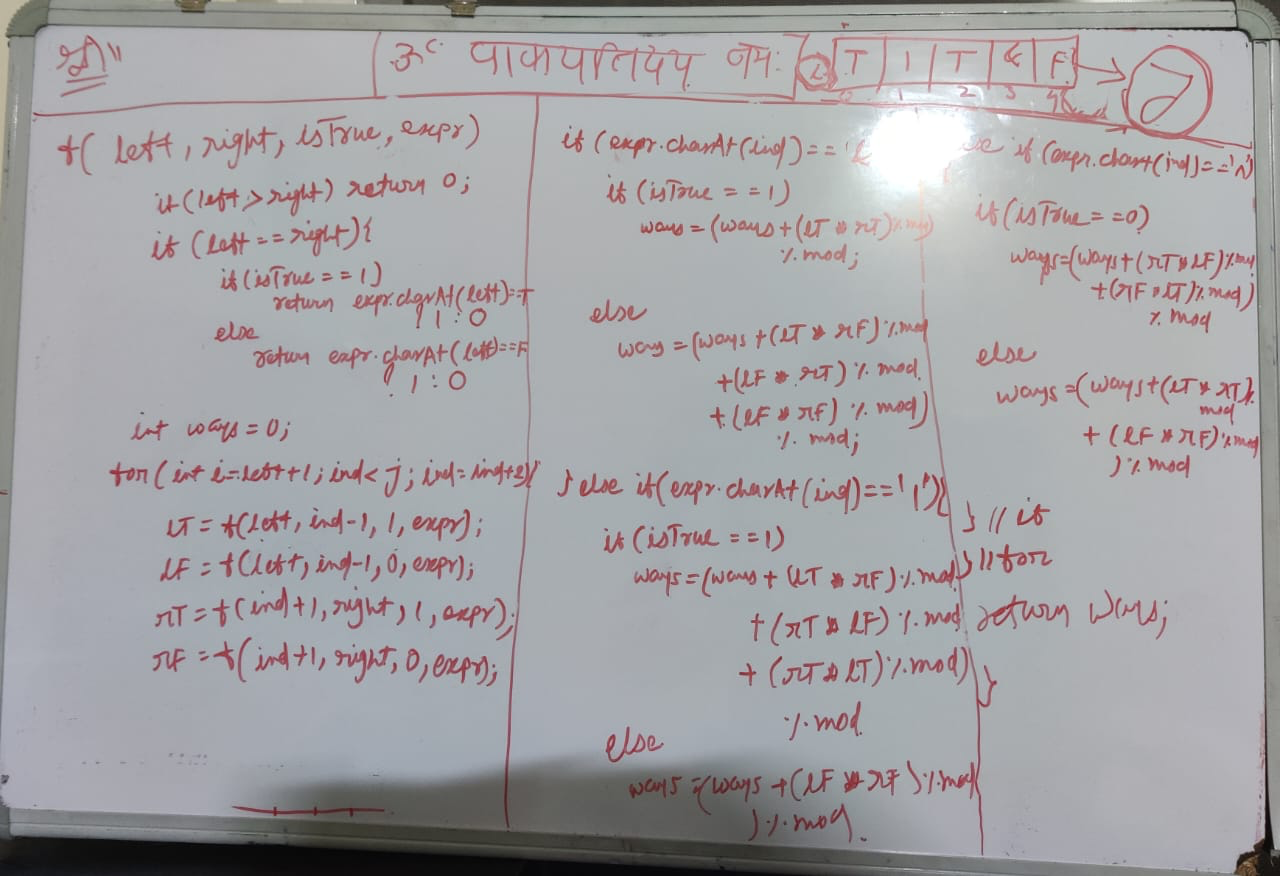 श्री॥
ॐ पाकपतिदेय नमः
T | T & F
0 1 2 3 4
f( left, right, isTrue, expr)
if(left > right) return 0;
if (left == right){
if(isTrue == 1)
return expr.charAt(left)==T
? 1 : 0
else
return expr.charAt(left)==F
? 1 : 0
int ways = 0;
for( int i=left+1; ind< j; ind=ind+2){
lT = f(left, ind-1, 1, expr);
lF = f(left, ind-1, 0, expr);
rT = f(ind+1, right, 1, expr);
rF = f(ind+1, right, 0, expr);
if (expr.charAt(ind)== '
if (isTrue == 1)
ways = (ways + (lT * rT)%mod)
% mod;
else
way = (ways + (lT * rF) % mod
+(lF * rT) % mod
+ (lF * rF) % mod)
% mod;
} else if(expr.charAt(ind)=='|'){
if (isTrue == 1)
ways = (ways + (lT * rF) % mod
+ (rT * lF) % mod
+ (rT * lT) % mod)
% mod
else
ways = (ways + (lF * rF) % mod
) % mod.
if (expr.chart(ind)=='^')
if(isTrue == 0)
ways=(ways+(rT * lF)%mod
+(rF * lT)% mod)
% mod
else
ways = (ways+(lT * rT)%
mod
+ (lF * rF)%mod
)% mod
} // if
} // for
return ways;
}